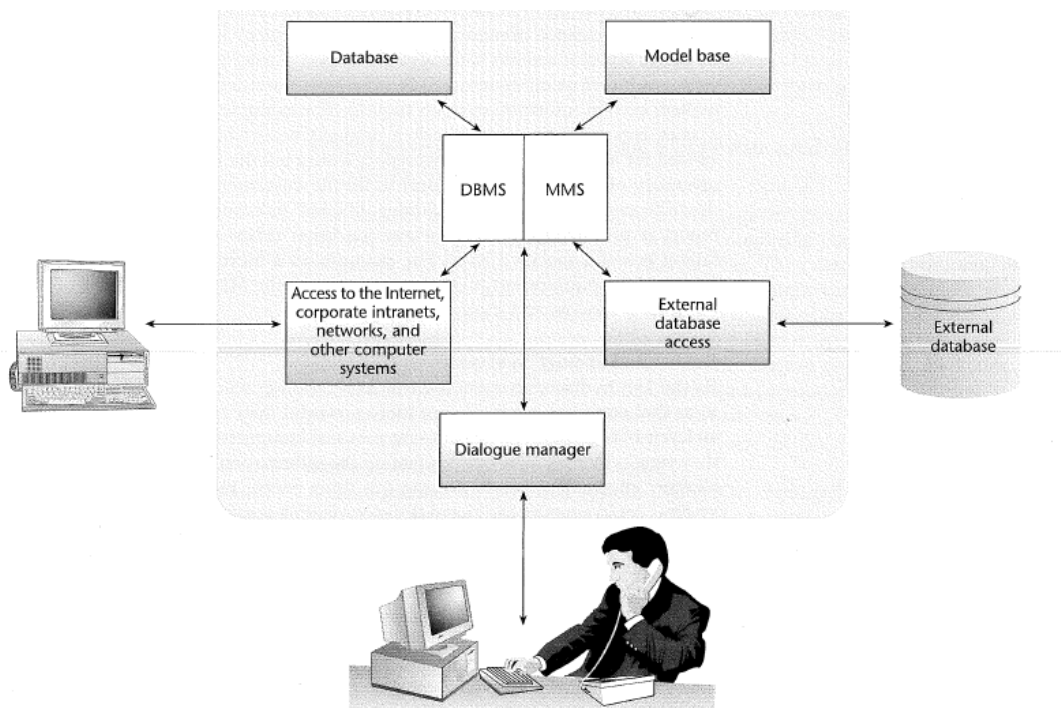 Database
Model base
DBMS
MMS
Access to the Internet,
corporate intranets,
networks, and
other computer
systems
External
database
access
External
database
Dialogue manager